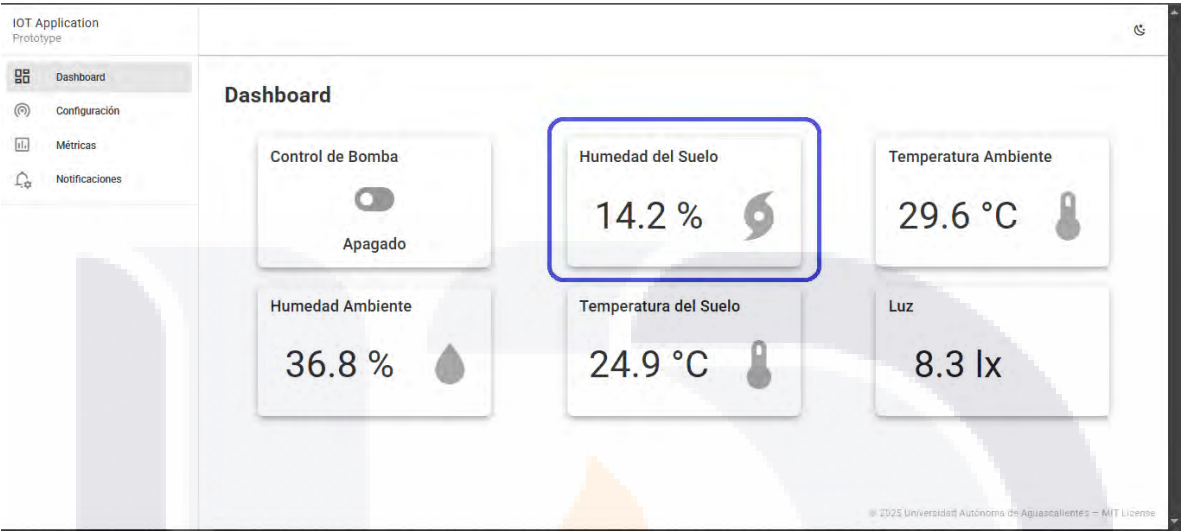 IOT Application
Prototype
Dashboard
Configuración
Métricas
Notificaciones
Dashboard
Control de Bomba
Apagado
Humedad del Suelo
14.2 %
Temperatura Ambiente
29.6 °C
Humedad Ambiente
36.8 %
Temperatura del Suelo
24.9 °C
Luz
8.3 lx
© 2025 Universidad Autónoma de Aguascalientes — MIT License